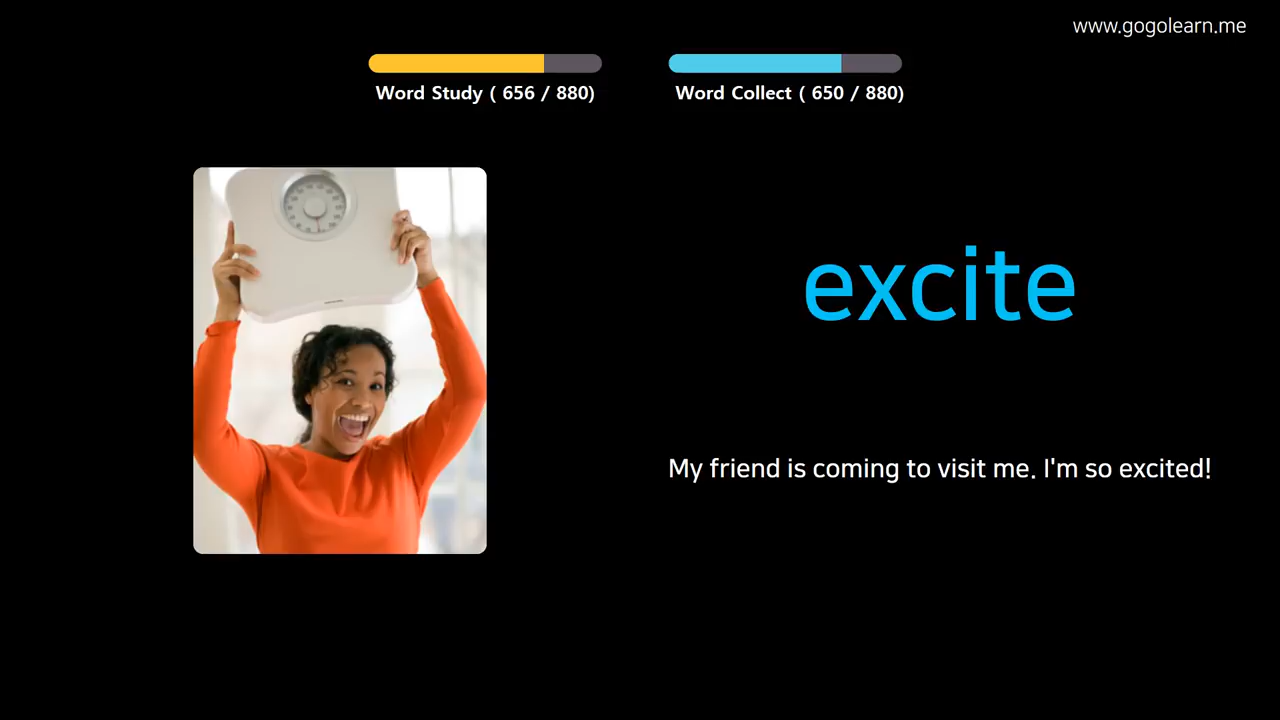 www.gogolearn.me
Word Study ( 656 / 880)
Word Collect ( 650 / 880)
excite
My friend is coming to visit me. I'm so excited!